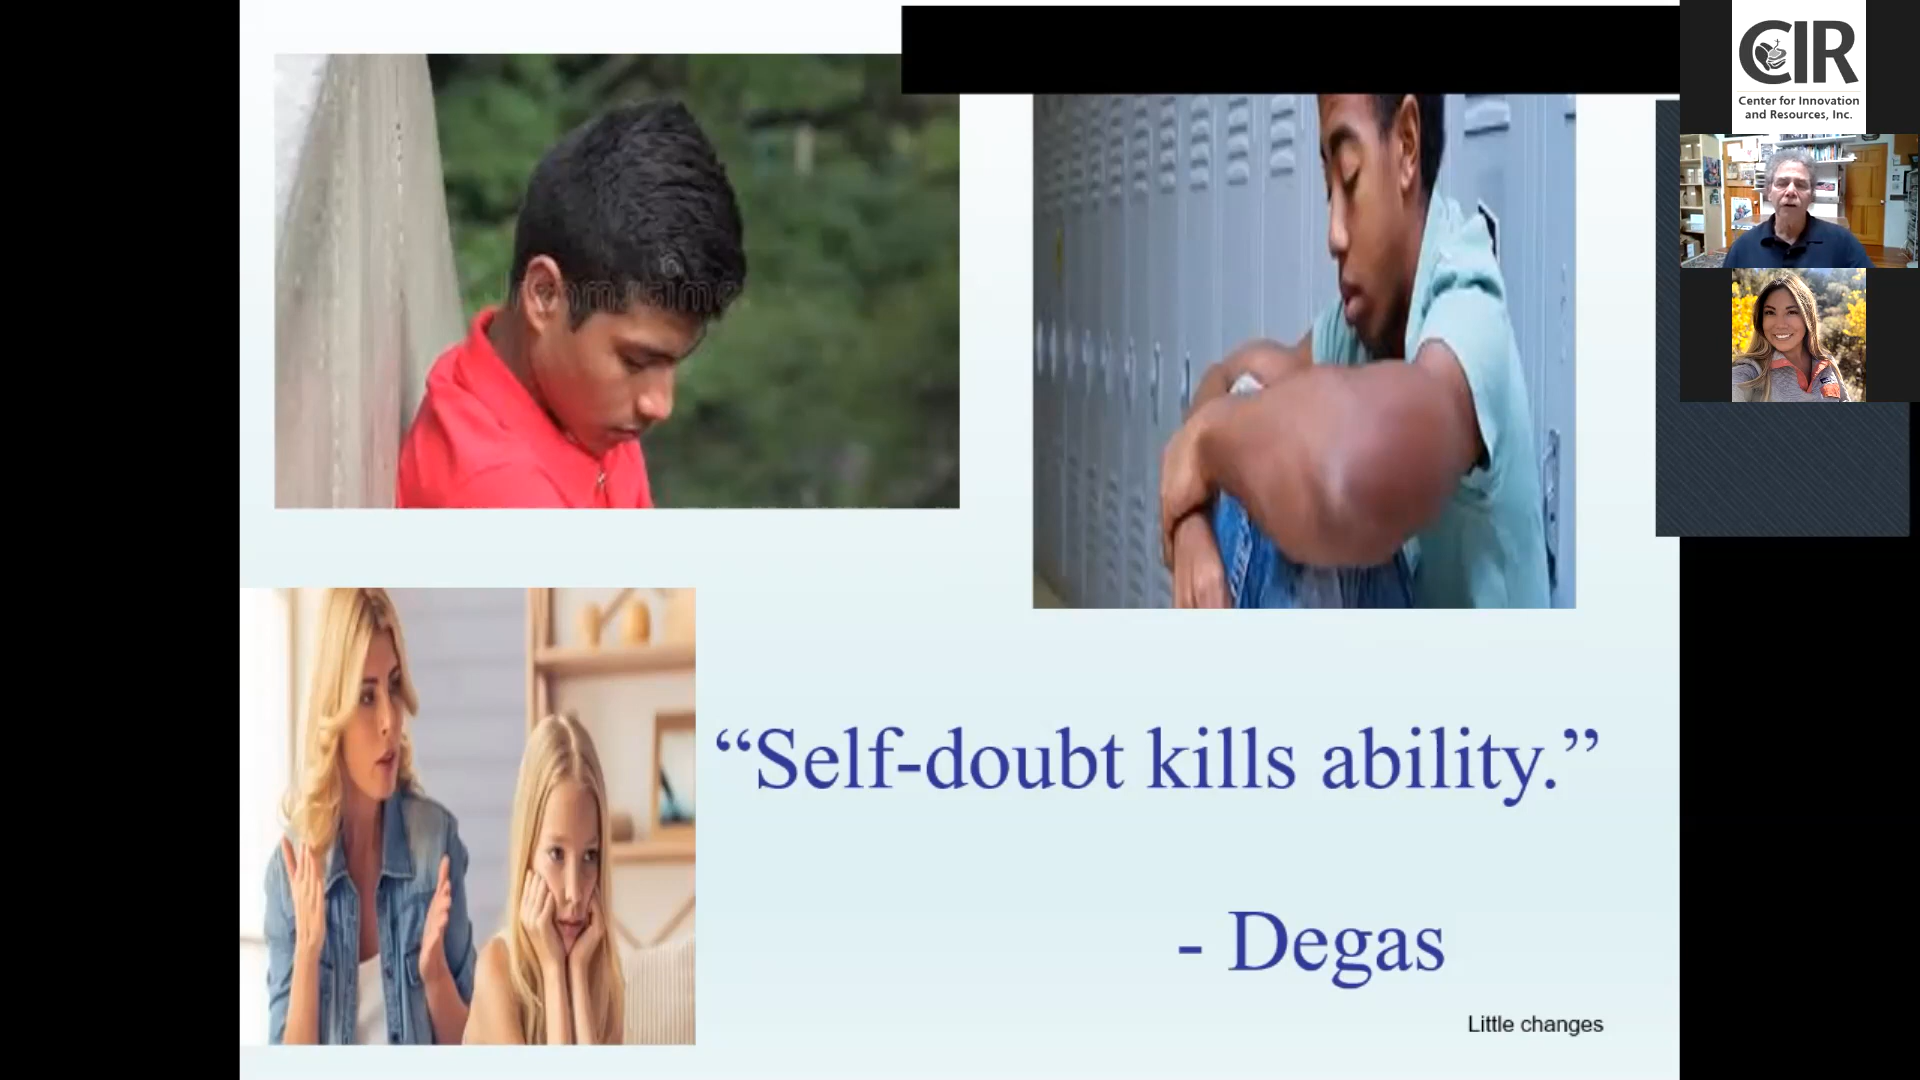 CIR
Center for Innovation
and Resources, Inc.
“Self-doubt kills ability.”
- Degas
Little changes